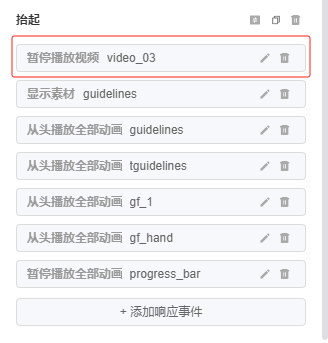 抬起
暂停播放视频 video_03
显示素材 guidelines
从头播放全部动画 guidelines
从头播放全部动画 tguidelines
从头播放全部动画 gf_1
从头播放全部动画 gf_hand
暂停播放全部动画 progress_bar
+ 添加响应事件